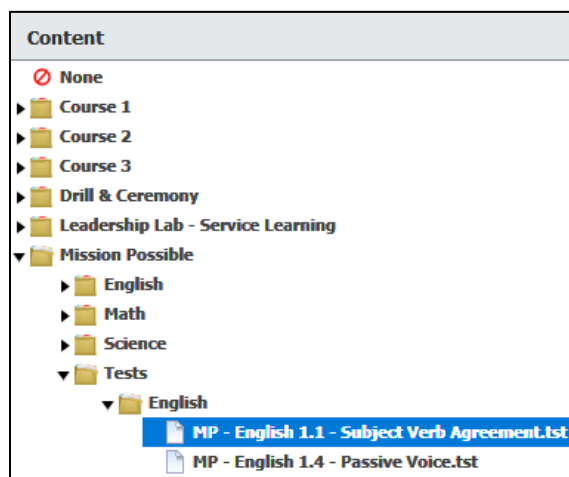 Content
None
Course 1
Course 2
Course 3
Drill & Ceremony
Leadership Lab - Service Learning
Mission Possible
English
Math
Science
Tests
English
MP - English 1.1 - Subject Verb Agreement.tst
MP - English 1.4 - Passive Voice.tst